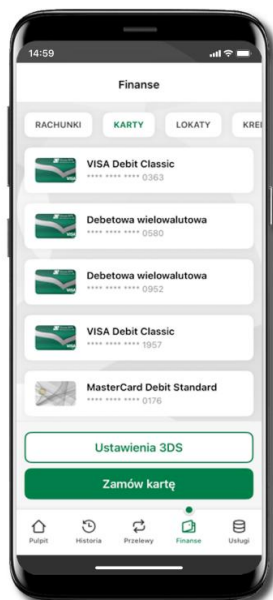 14:59
Finanse
RACHUNKI KARTY LOKATY KRE
VISA Debit Classic
**** **** **** 0363
Debetowa wielowalutowa
**** **** **** 0580
Debetowa wielowalutowa
**** **** **** 0952
VISA Debit Classic
**** **** **** 1957
MasterCard Debit Standard
**** **** **** 0176
Ustawienia 3DS
Zamów kartę
Pulpit Historia Przelewy Finanse Usługi